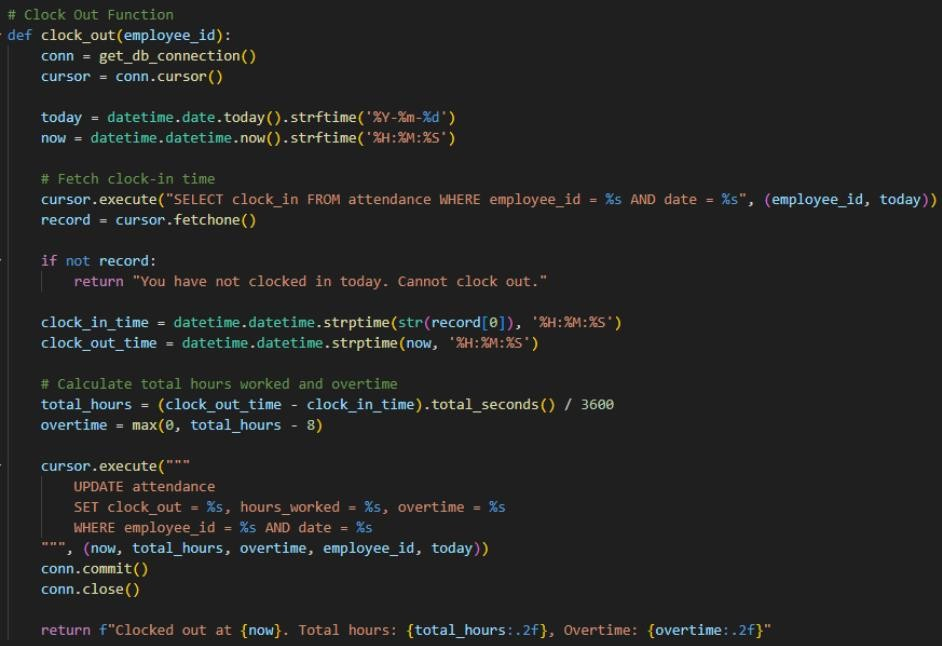 # Clock Out Function
def clock_out(employee_id):
    conn = get_db_connection()
    cursor = conn.cursor()

    today = datetime.date.today().strftime('%Y-%m-%d')
    now = datetime.datetime.now().strftime('%H:%M:%S')

    # Fetch clock-in time
    cursor.execute("SELECT clock_in FROM attendance WHERE employee_id = %s AND date = %s", (employee_id, today))
    record = cursor.fetchone()

    if not record:
        return "You have not clocked in today. Cannot clock out."

    clock_in_time = datetime.datetime.strptime(str(record[0]), '%H:%M:%S')
    clock_out_time = datetime.datetime.strptime(now, '%H:%M:%S')

    # Calculate total hours worked and overtime
    total_hours = (clock_out_time - clock_in_time).total_seconds() / 3600
    overtime = max(0, total_hours - 8)

    cursor.execute("""
        UPDATE attendance
        SET clock_out = %s, hours_worked = %s, overtime = %s
        WHERE employee_id = %s AND date = %s
    """, (now, total_hours, overtime, employee_id, today))
    conn.commit()
    conn.close()

    return f"Clocked out at {now}. Total hours: {total_hours:.2f}, Overtime: {overtime:.2f}"